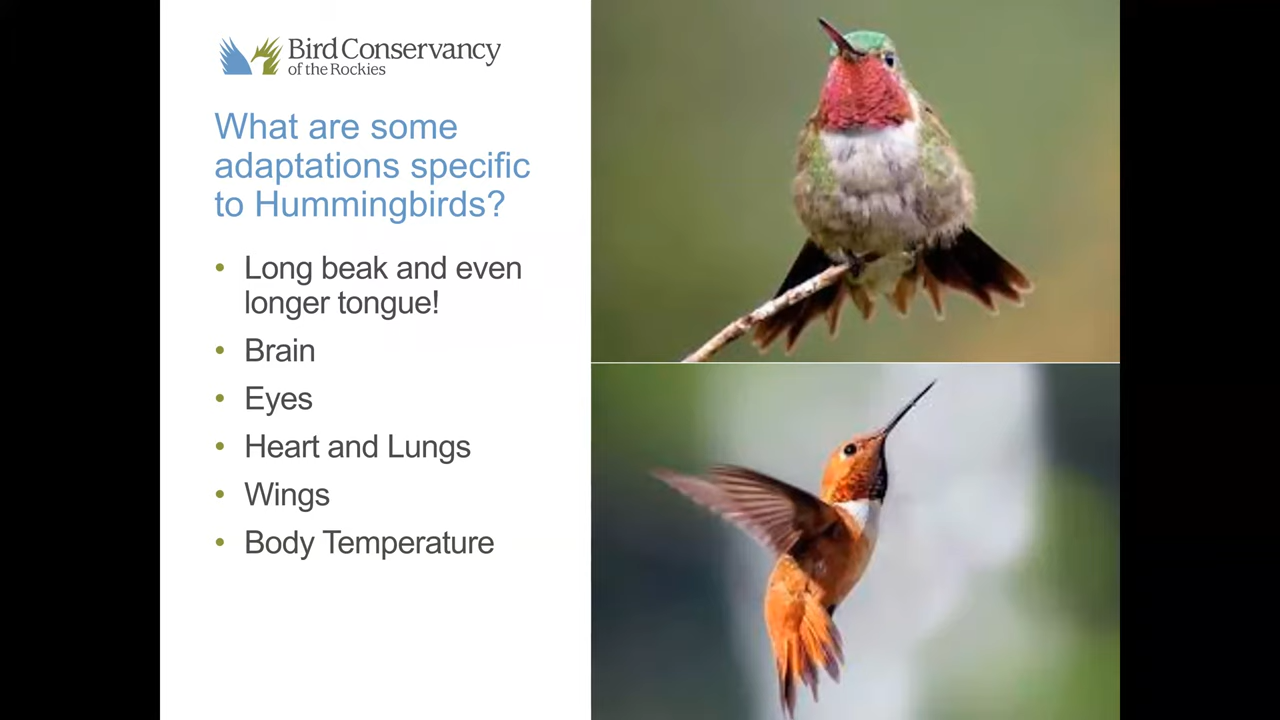 Bird Conservancy
of the Rockies
What are some
adaptations specific
to Hummingbirds?
• Long beak and even
longer tongue!
• Brain
• Eyes
• Heart and Lungs
• Wings
• Body Temperature